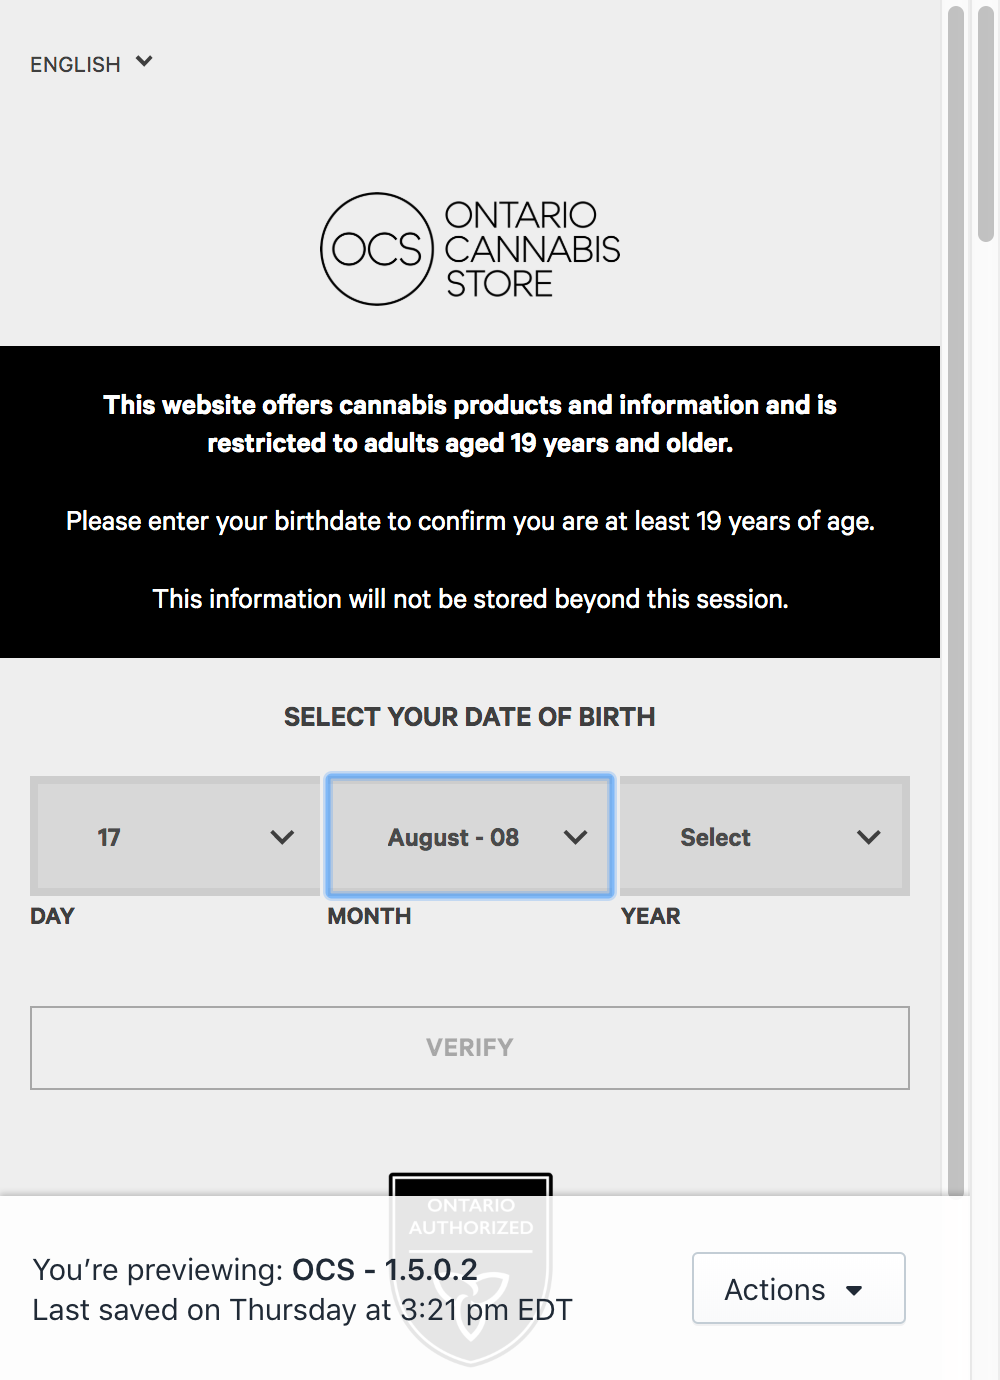 ENGLISH
OCS
ONTARIO
CANNABIS
STORE
This website offers cannabis products and information and is
restricted to adults aged 19 years and older.
Please enter your birthdate to confirm you are at least 19 years of age.
This information will not be stored beyond this session.
SELECT YOUR DATE OF BIRTH
17 August - 08 Select
DAY MONTH YEAR
VERIFY
ONTARIO
AUTHORIZED
You’re previewing: OCS - 1.5.0.2
Last saved on Thursday at 3:21 pm EDT
Actions